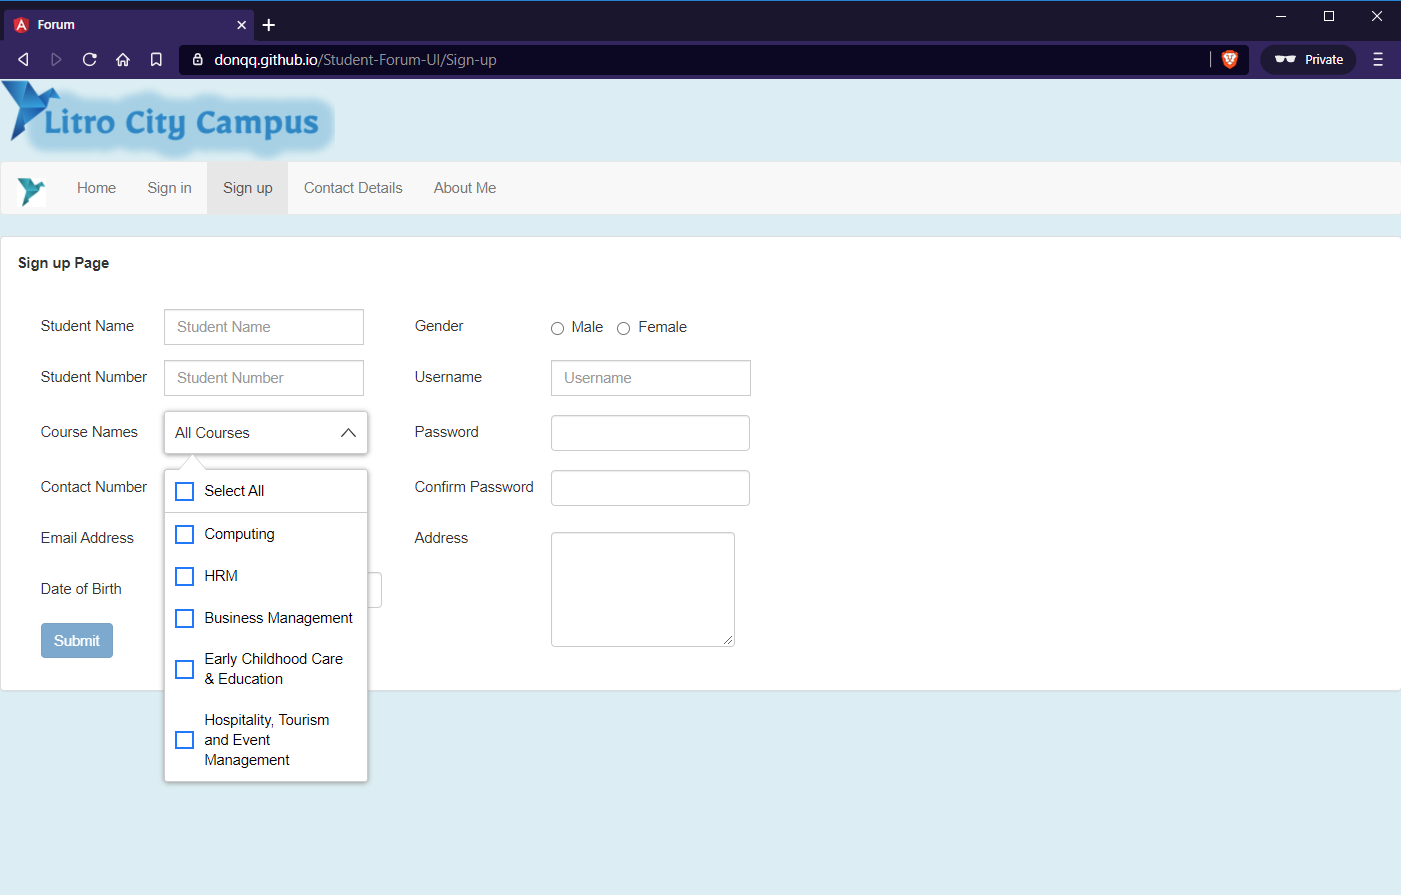 Forum
donqq.github.io/Student-Forum-UI/Sign-up
Private
Litro City Campus
Home Sign in Sign up Contact Details About Me
Sign up Page
Student Name Student Name Gender Male Female
Student Number Student Number Username Username
Course Names All Courses Password
Contact Number Select All Confirm Password
Computing
Email Address Address
HRM
Date of Birth
Business Management
Submit
Early Childhood Care
& Education
Hospitality, Tourism
and Event
Management